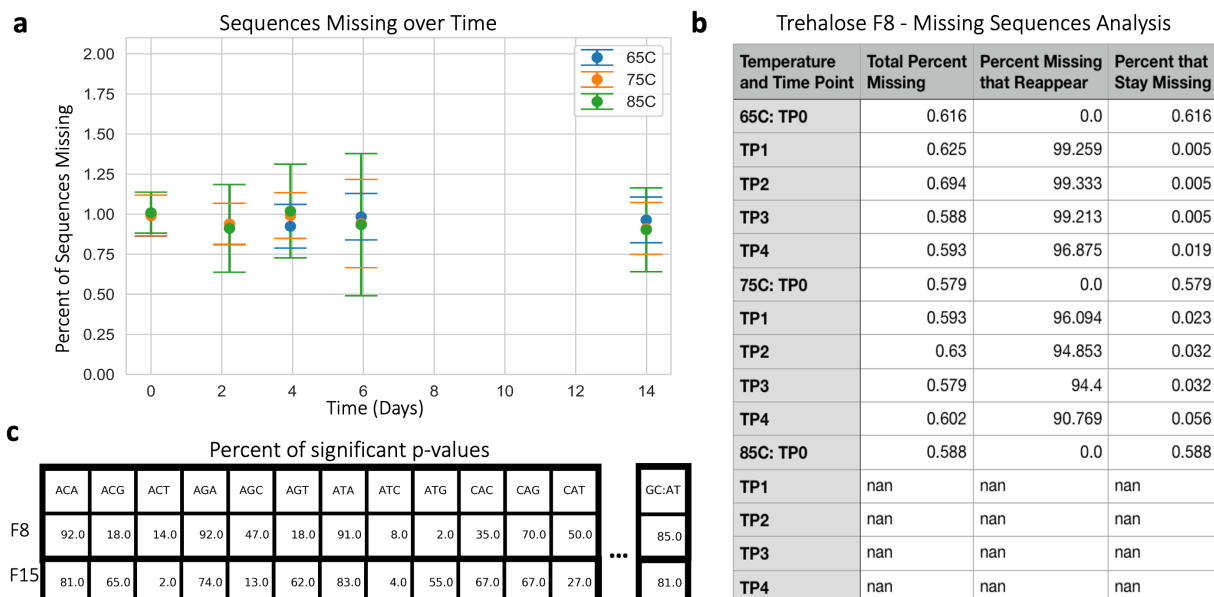 a
Sequences Missing over Time
Percent of Sequences Missing
2.00
1.75
1.50
1.25
1.00
0.75
0.50
0.25
0.00
0 2 4 6 8 10 12 14
Time (Days)
65C
75C
85C
b
Trehalose F8 - Missing Sequences Analysis
Temperature and Time Point Total Percent Missing Percent Missing that Reappear Percent that Stay Missing
65C: TP0 0.616 0.0 0.616
TP1 0.625 99.259 0.005
TP2 0.694 99.333 0.005
TP3 0.588 99.213 0.005
TP4 0.593 96.875 0.019
75C: TP0 0.579 0.0 0.579
TP1 0.593 96.094 0.023
TP2 0.63 94.853 0.032
TP3 0.579 94.4 0.032
TP4 0.602 90.769 0.056
85C: TP0 0.588 0.0 0.588
TP1 nan nan nan
TP2 nan nan nan
TP3 nan nan nan
TP4 nan nan nan
c
Percent of significant p-values
ACA ACG ACT AGA AGC AGT ATA ATC ATG CAC CAG CAT GC:AT
F8 92.0 18.0 14.0 92.0 47.0 18.0 91.0 8.0 2.0 35.0 70.0 50.0 ... 85.0
F15 81.0 65.0 2.0 74.0 13.0 62.0 83.0 4.0 55.0 67.0 67.0 27.0 81.0